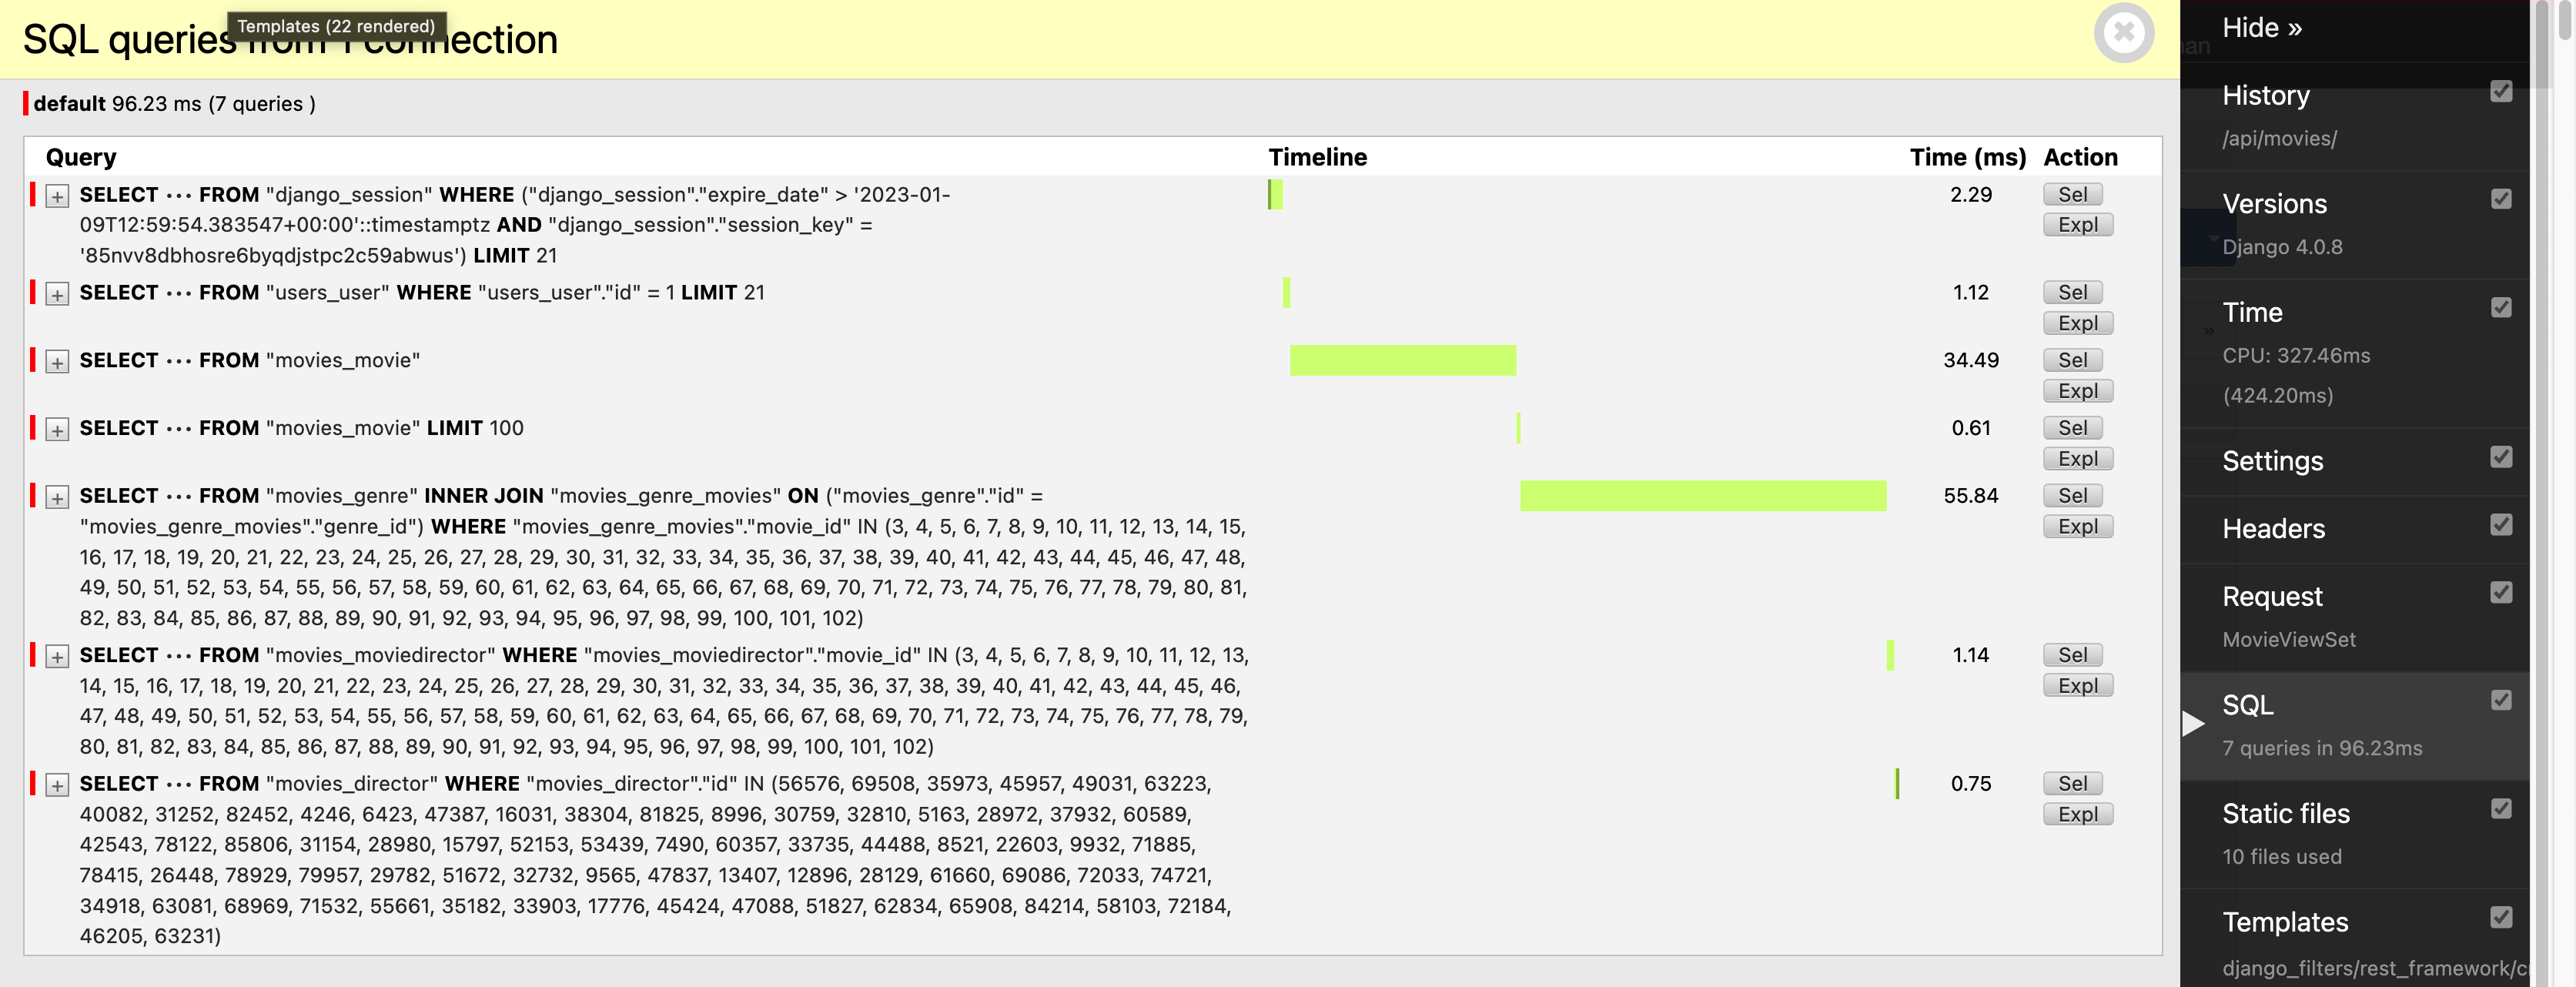 Templates (22 rendered)
SQL queries from 1 connection
default 96.23 ms (7 queries )
Query Timeline Time (ms) Action
SELECT ••• FROM "django_session" WHERE ("django_session"."expire_date" > '2023-01-
09T12:59:54.383547+00:00'::timestamptz AND "django_session"."session_key" =
'85nvv8dbhosre6byqdjstpc2c59abwus') LIMIT 21
2.29
Sel
Expl
SELECT ••• FROM "users_user" WHERE "users_user"."id" = 1 LIMIT 21
1.12
Sel
Expl
SELECT ••• FROM "movies_movie"
34.49
Sel
Expl
SELECT ••• FROM "movies_movie" LIMIT 100
0.61
Sel
Expl
SELECT ••• FROM "movies_genre" INNER JOIN "movies_genre_movies" ON ("movies_genre"."id" =
"movies_genre_movies"."genre_id") WHERE "movies_genre_movies"."movie_id" IN (3, 4, 5, 6, 7, 8, 9, 10, 11, 12, 13, 14, 15,
16, 17, 18, 19, 20, 21, 22, 23, 24, 25, 26, 27, 28, 29, 30, 31, 32, 33, 34, 35, 36, 37, 38, 39, 40, 41, 42, 43, 44, 45, 46, 47, 48,
49, 50, 51, 52, 53, 54, 55, 56, 57, 58, 59, 60, 61, 62, 63, 64, 65, 66, 67, 68, 69, 70, 71, 72, 73, 74, 75, 76, 77, 78, 79, 80, 81,
82, 83, 84, 85, 86, 87, 88, 89, 90, 91, 92, 93, 94, 95, 96, 97, 98, 99, 100, 101, 102)
55.84
Sel
Expl
SELECT ••• FROM "movies_moviedirector" WHERE "movies_moviedirector"."movie_id" IN (3, 4, 5, 6, 7, 8, 9, 10, 11, 12, 13,
14, 15, 16, 17, 18, 19, 20, 21, 22, 23, 24, 25, 26, 27, 28, 29, 30, 31, 32, 33, 34, 35, 36, 37, 38, 39, 40, 41, 42, 43, 44, 45, 46,
47, 48, 49, 50, 51, 52, 53, 54, 55, 56, 57, 58, 59, 60, 61, 62, 63, 64, 65, 66, 67, 68, 69, 70, 71, 72, 73, 74, 75, 76, 77, 78, 79,
80, 81, 82, 83, 84, 85, 86, 87, 88, 89, 90, 91, 92, 93, 94, 95, 96, 97, 98, 99, 100, 101, 102)
1.14
Sel
Expl
SELECT ••• FROM "movies_director" WHERE "movies_director"."id" IN (56576, 69508, 35973, 45957, 49031, 63223,
40082, 31252, 82452, 4246, 6423, 47387, 16031, 38304, 81825, 8996, 30759, 32810, 5163, 28972, 37932, 60589,
42543, 78122, 85806, 31154, 28980, 15797, 52153, 53439, 7490, 60357, 33735, 44488, 8521, 22603, 9932, 71885,
78415, 26448, 78929, 79957, 29782, 51672, 32732, 9565, 47837, 13407, 12896, 28129, 61660, 69086, 72033, 74721,
34918, 63081, 68969, 71532, 55661, 35182, 33903, 17776, 45424, 47088, 51827, 62834, 65908, 84214, 58103, 72184,
46205, 63231)
0.75
Sel
Expl
Hide »
History
/api/movies/
Versions
Django 4.0.8
Time
CPU: 327.46ms
(424.20ms)
Settings
Headers
Request
MovieViewSet
SQL
7 queries in 96.23ms
Static files
10 files used
Templates
django_filters/rest_framework/c